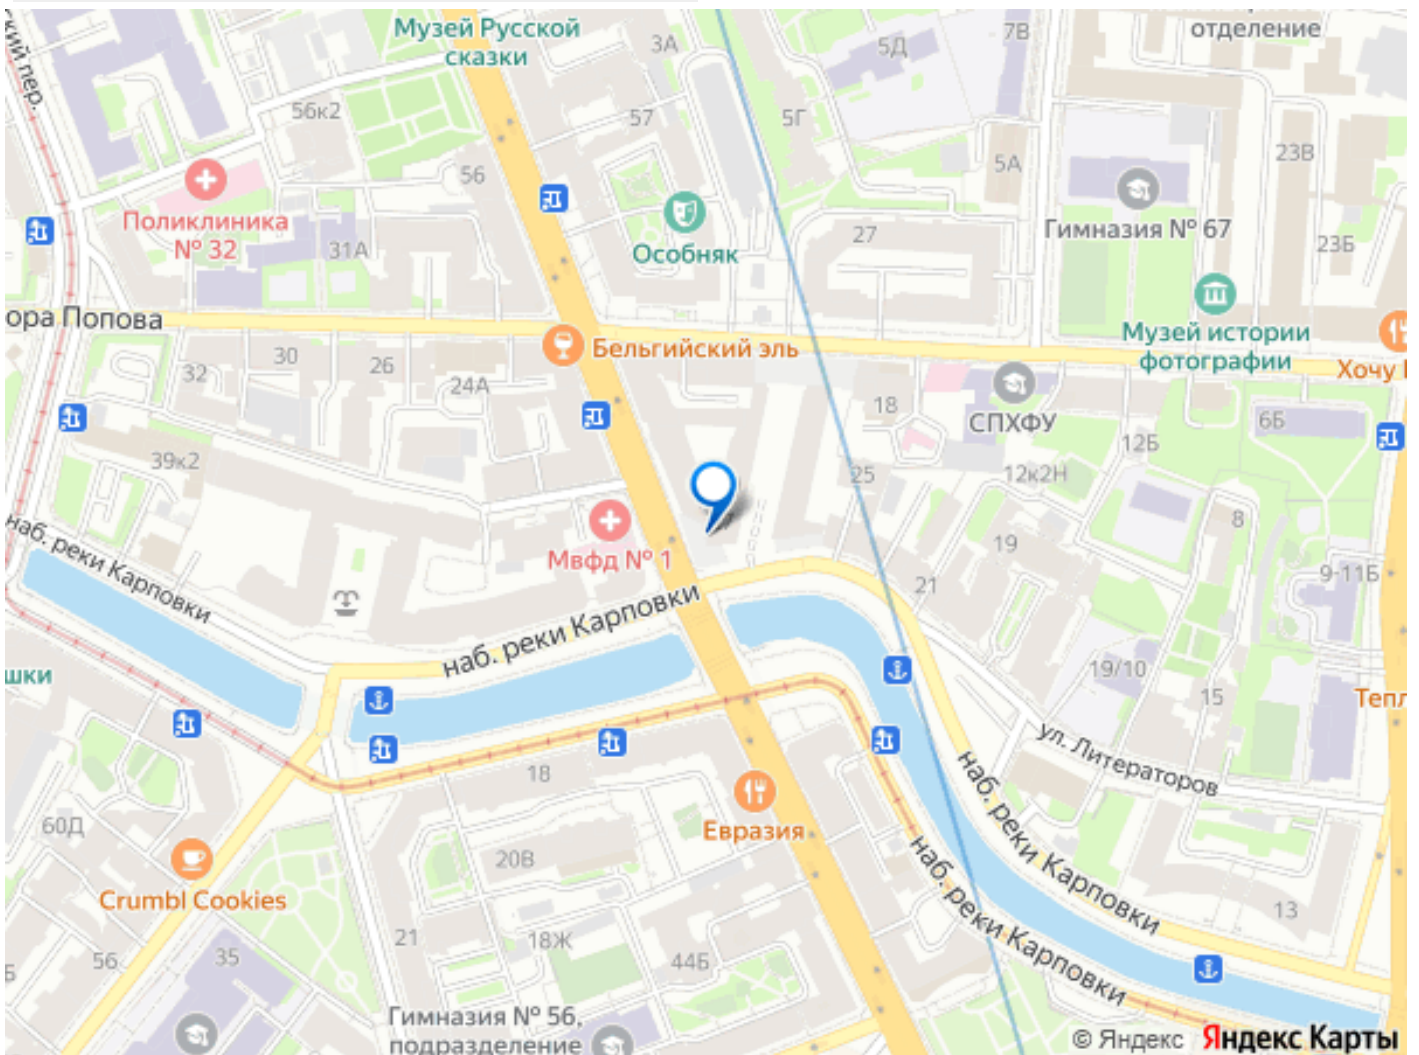 Музей Русской
сказки
отделение
3А
5Д
7В
ский пер.
56к2
57
5Г
5А
23В
56
Поликлиника
№ 32
31А
Особняк
27
Гимназия № 67
23Б
ора Попова
Бельгийский эль
Музей истории
фотографии
Хочу
30
26
32
24А
18
СПХФУ
6Б
12Б
39к2
25
12к2Н
8
наб. реки Карповки
Мвфд № 1
19
21
9-11Б
наб. реки Карповки
19/10
15
шки
Тепл
ул. Литераторов
18
наб. реки Карповки
Евразия
60Д
20В
Crumbl Cookies
наб. реки Карповки
13
21
18Ж
44Б
56
35
Б
Гимназия № 56,
подразделение
© Яндекс Яндекс Карты